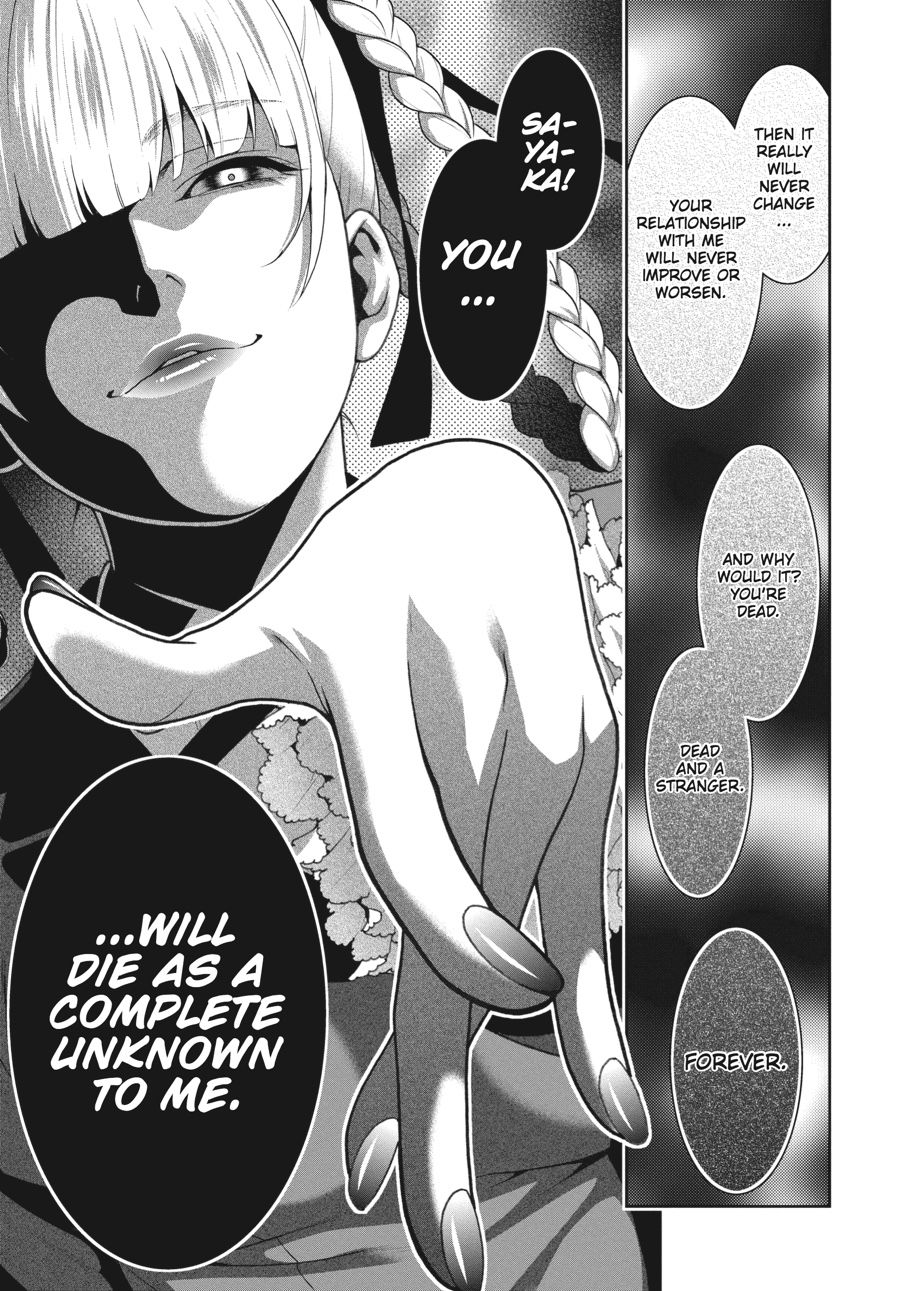 THEN IT
REALLY
WILL
NEVER
CHANGE
...
YOUR
RELATIONSHIP
WITH ME
WILL NEVER
IMPROVE OR
WORSEN.
AND WHY
WOULD IT?
YOU'RE
DEAD.
DEAD
AND A
STRANGER.
FOREVER.
SA-
YA-
KA!
YOU
...
...WILL
DIE AS A
COMPLETE
UNKNOWN
TO ME.